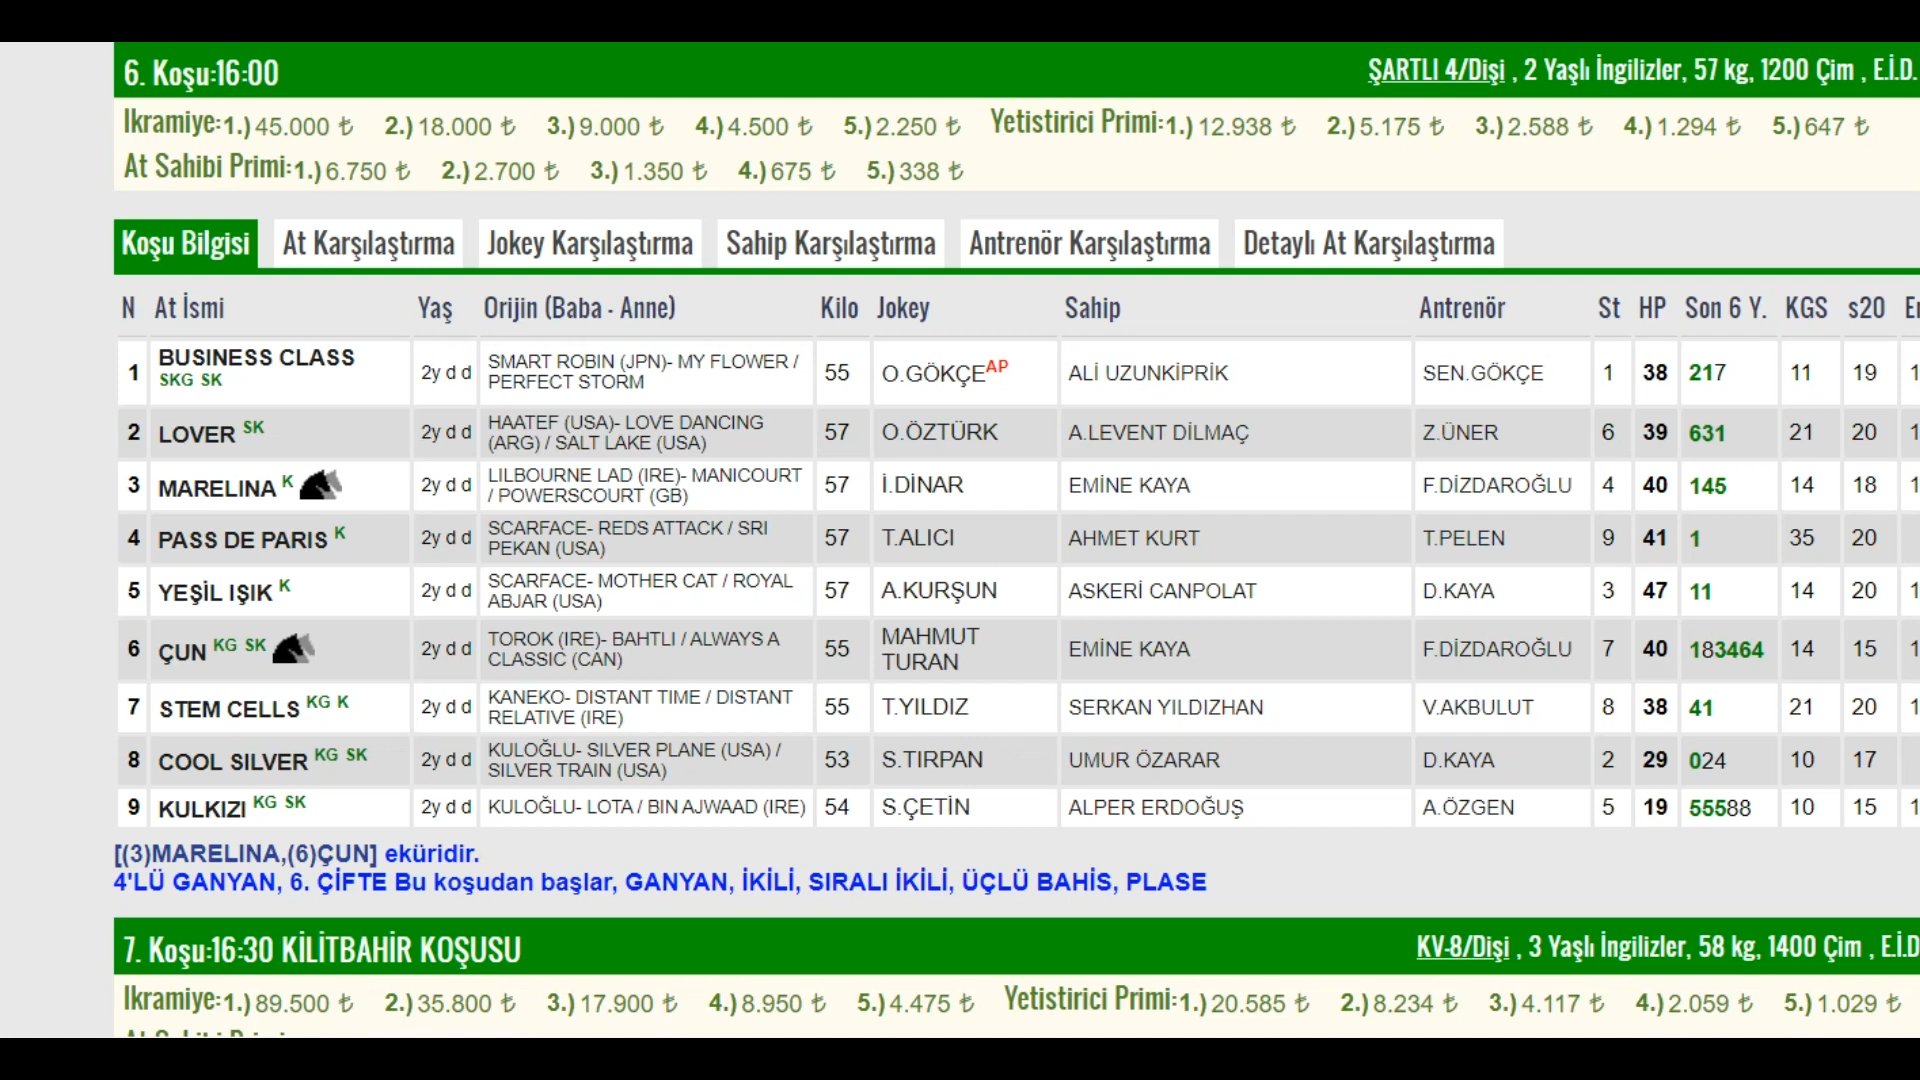 6. Koşu:16:00 ŞARTLI 4/Dişi , 2 Yaşlı İngilizler, 57 kg, 1200 Çim , E.İ.D.
Ikramiye:1.)45.000 ₺ 2.)18.000 ₺ 3.)9.000 ₺ 4.)4.500 ₺ 5.)2.250 ₺ Yetistirici Primi:1.)12.938 ₺ 2.)5.175 ₺ 3.)2.588 ₺ 4.)1.294 ₺ 5.)647 ₺
At Sahibi Primi:1.)6.750 ₺ 2.)2.700 ₺ 3.)1.350 ₺ 4.)675 ₺ 5.)338 ₺
Koşu Bilgisi At Karşılaştırma Jokey Karşılaştırma Sahip Karşılaştırma Antrenör Karşılaştırma Detaylı At Karşılaştırma
N At İsmi Yaş Orijin (Baba - Anne) Kilo Jokey Sahip Antrenör St HP Son 6 Y. KGS s20
1 BUSINESS CLASS SKG SK 2y d d SMART ROBIN (JPN)- MY FLOWER / PERFECT STORM 55 O.GÖKÇE AP ALİ UZUNKİPRİK SEN.GÖKÇE 1 38 217 11 19
2 LOVER SK 2y d d HAATEF (USA)- LOVE DANCING (ARG) / SALT LAKE (USA) 57 O.ÖZTÜRK A.LEVENT DİLMAÇ Z.ÜNER 6 39 631 21 20
3 MARELINA K 2y d d LILBOURNE LAD (IRE)- MANICOURT / POWERSCOURT (GB) 57 İ.DİNAR EMİNE KAYA F.DİZDAROĞLU 4 40 145 14 18
4 PASS DE PARIS K 2y d d SCARFACE- REDS ATTACK / SRI PEKAN (USA) 57 T.ALICI AHMET KURT T.PELEN 9 41 1 35 20
5 YEŞİL IŞIK K 2y d d SCARFACE- MOTHER CAT / ROYAL ABJAR (USA) 57 A.KURŞUN ASKERİ CANPOLAT D.KAYA 3 47 11 14 20
6 ÇUN KG SK 2y d d TOROK (IRE)- BAHTLI / ALWAYS A CLASSIC (CAN) 55 MAHMUT TURAN EMİNE KAYA F.DİZDAROĞLU 7 40 183464 14 15
7 STEM CELLS KG K 2y d d KANEKO- DISTANT TIME / DISTANT RELATIVE (IRE) 55 T.YILDIZ SERKAN YILDIZHAN V.AKBULUT 8 38 41 21 20
8 COOL SILVER KG SK 2y d d KULOĞLU- SILVER PLANE (USA) / SILVER TRAIN (USA) 53 S.TIRPAN UMUR ÖZARAR D.KAYA 2 29 024 10 17
9 KULKIZI KG SK 2y d d KULOĞLU- LOTA / BIN AJWAAD (IRE) 54 S.ÇETİN ALPER ERDOĞUŞ A.ÖZGEN 5 19 55588 10 15
[(3)MARELINA,(6)ÇUN] eküridir.
4'LÜ GANYAN, 6. ÇİFTE Bu koşudan başlar, GANYAN, İKİLİ, SIRALI İKİLİ, ÜÇLÜ BAHİS, PLASE
7. Koşu:16:30 KİLİTBAHİR KOŞUSU KV-8/Dişi , 3 Yaşlı İngilizler, 58 kg, 1400 Çim , E.İ.D
Ikramiye:1.)89.500 ₺ 2.)35.800 ₺ 3.)17.900 ₺ 4.)8.950 ₺ 5.)4.475 ₺ Yetistirici Primi:1.)20.585 ₺ 2.)8.234 ₺ 3.)4.117 ₺ 4.)2.059 ₺ 5.)1.029 ₺